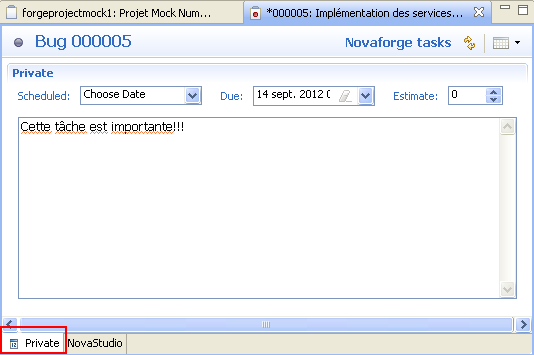 forgeprojectmock1: Projet Mock Num...
*000005: Implémentation des services...
Bug 000005
Novaforge tasks
Private
Scheduled: Choose Date Due: 14 sept. 2012 0 Estimate: 0
Cette tâche est importante!!!
Private NovaStudio